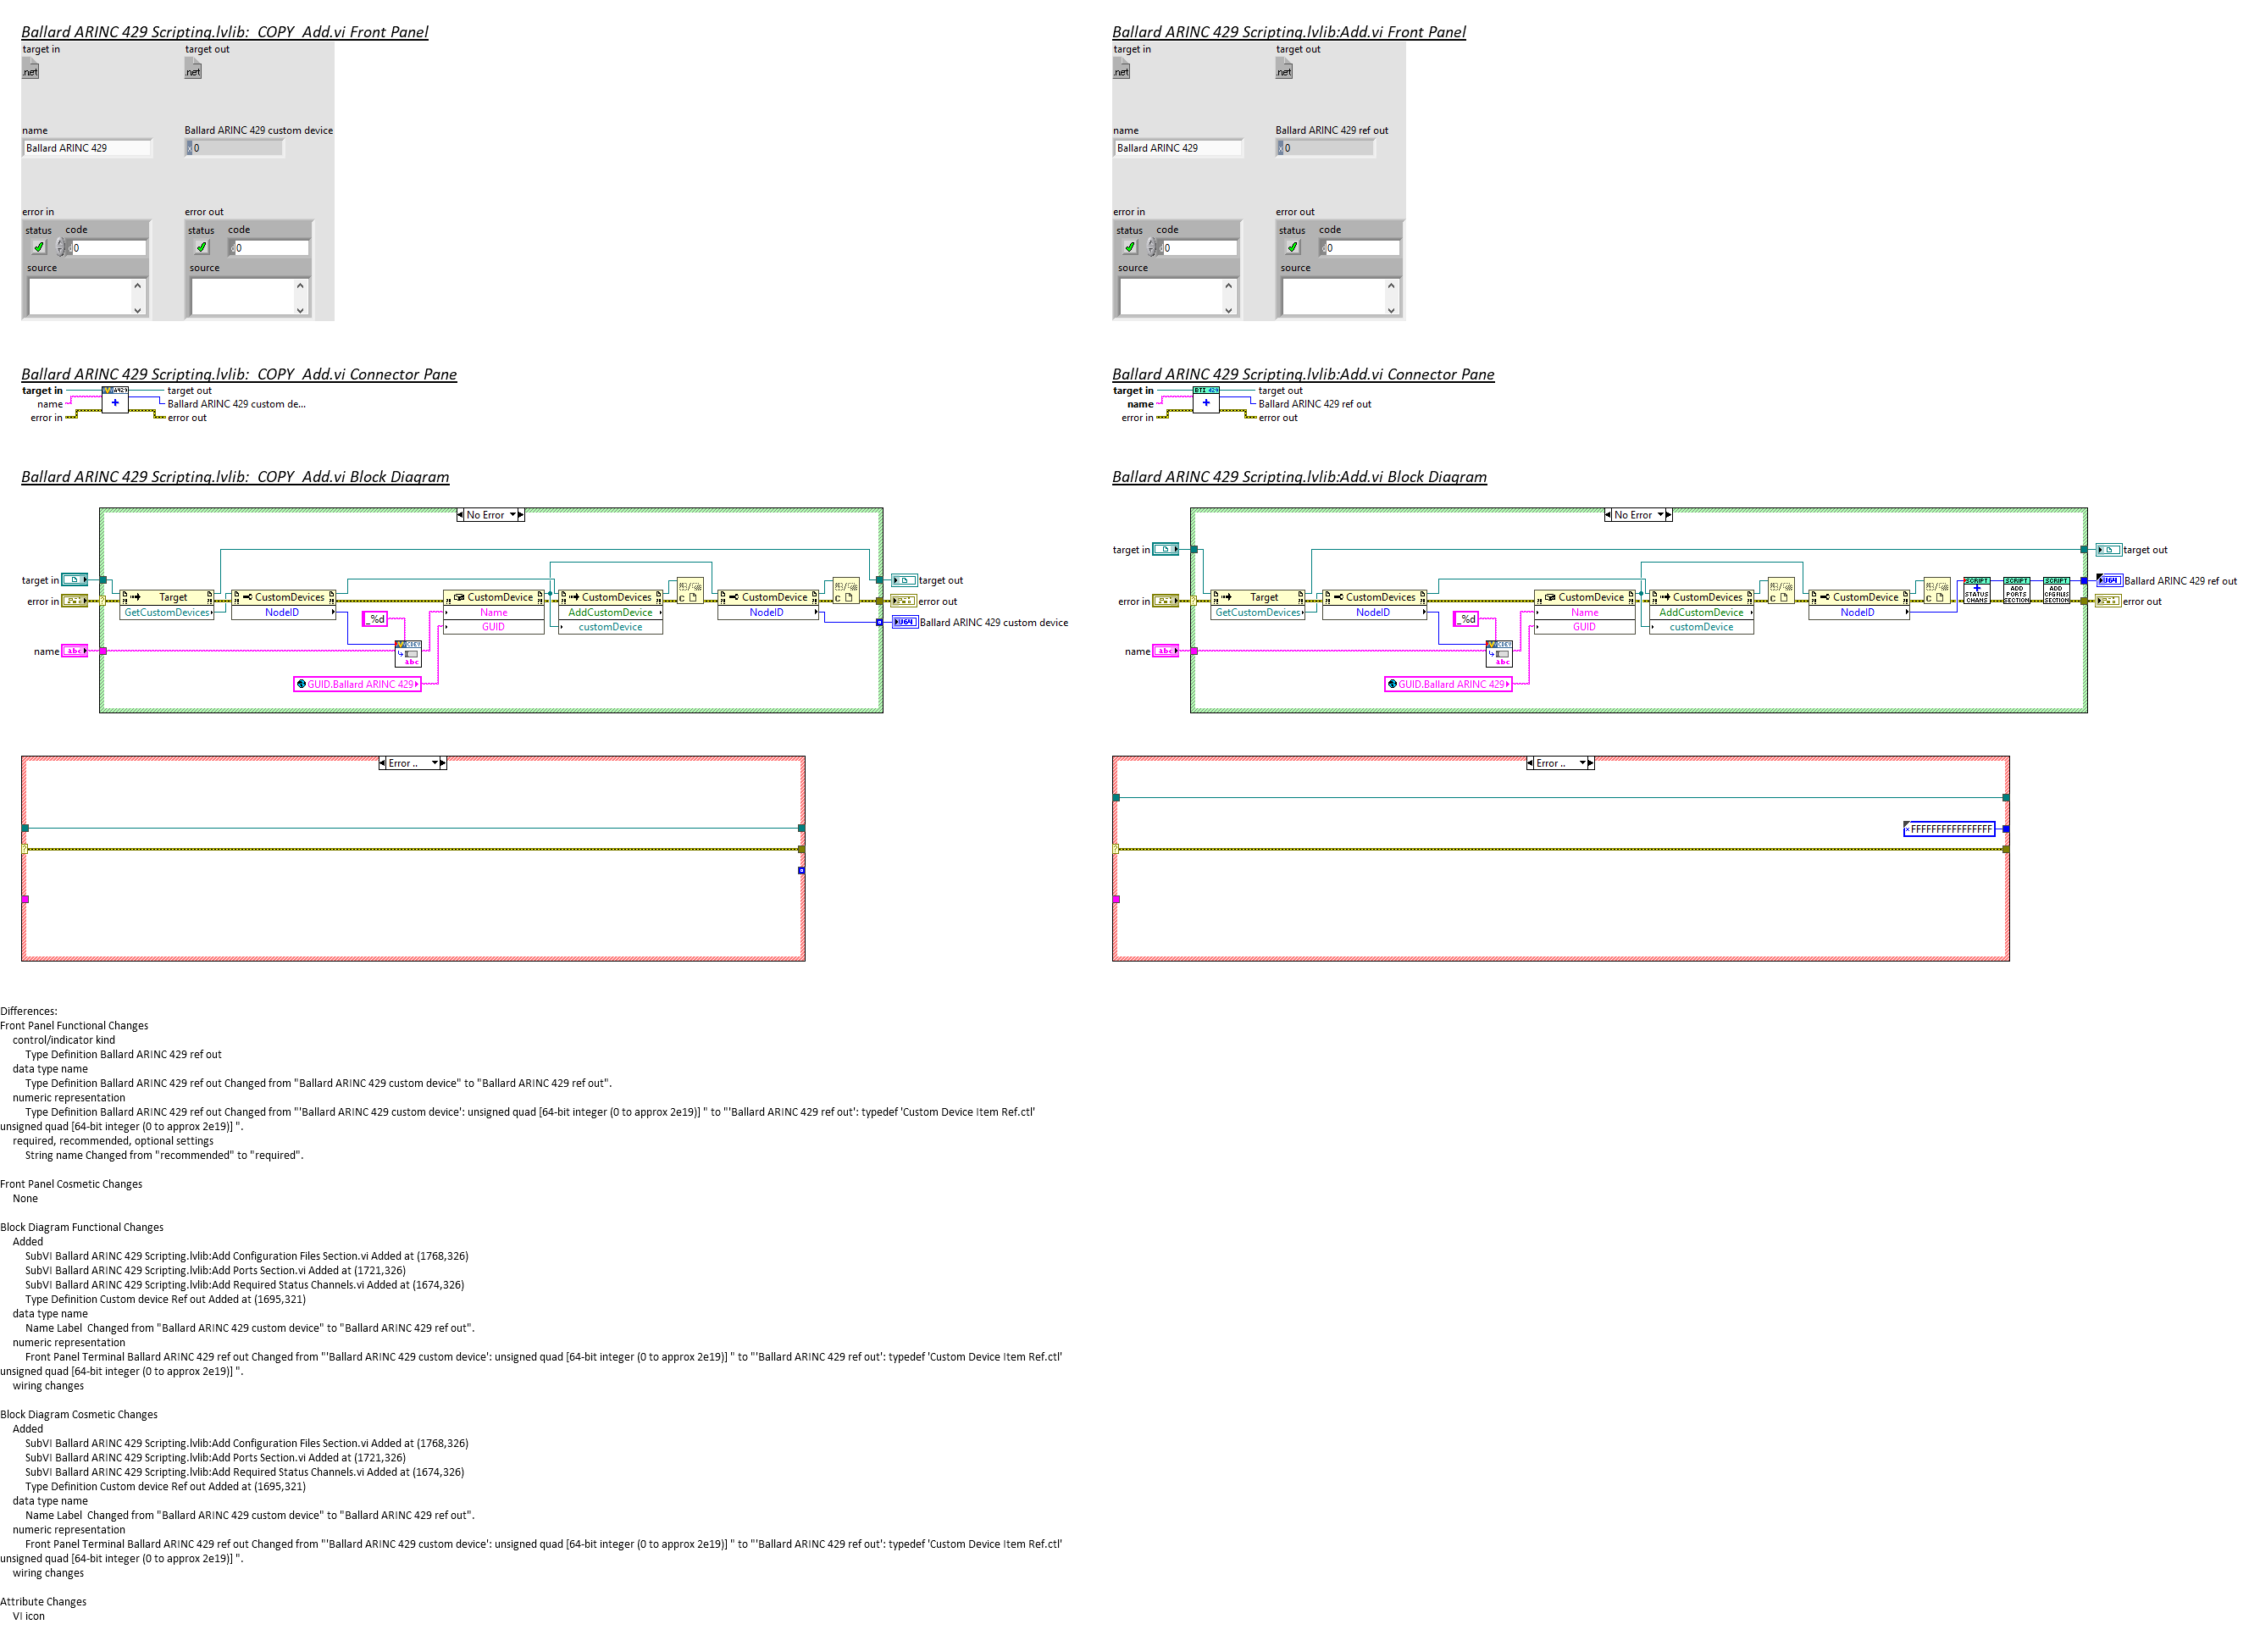 Ballard ARINC 429 Scripting.lvlib:_COPY_Add.vi Front Panel
target in
target out
.net
.net
name
Ballard ARINC 429 custom device
Ballard ARINC 429
x 0
error in
error out
status
code
status
code
d 0
d 0
source
source
Ballard ARINC 429 Scripting.lvlib:_COPY_Add.vi Connector Pane
target in
target out
A429
name
Ballard ARINC 429 custom de...
error in
error out
Ballard ARINC 429 Scripting.lvlib:_COPY_Add.vi Block Diagram
No Error
target in
target out
error in
error out
Target
GetCustomDevices
CustomDevices
NodeID
_%d
CustomDevice
Name
GUID
CustomDevices
AddCustomDevice
customDevice
CustomDevice
NodeID
U64
Ballard ARINC 429 custom device
name
abc
abc
GUID.Ballard ARINC 429
Error ..
Ballard ARINC 429 Scripting.lvlib:Add.vi Front Panel
target in
target out
.net
.net
name
Ballard ARINC 429 ref out
Ballard ARINC 429
x 0
error in
error out
status
code
status
code
d 0
d 0
source
source
Ballard ARINC 429 Scripting.lvlib:Add.vi Connector Pane
target in
target out
BTI 429
name
Ballard ARINC 429 ref out
error in
error out
Ballard ARINC 429 Scripting.lvlib:Add.vi Block Diagram
No Error
target in
target out
error in
error out
Target
GetCustomDevices
CustomDevices
NodeID
_%d
CustomDevice
Name
GUID
CustomDevices
AddCustomDevice
customDevice
CustomDevice
NodeID
SCRIPT
STATUS
CHANS
SCRIPT
ADD
PORTS
SECTION
SCRIPT
ADD
SECTION
U64
Ballard ARINC 429 ref out
name
abc
abc
GUID.Ballard ARINC 429
Error ..
x FFFFFFFFFFFFFFFF
Differences:
Front Panel Functional Changes
control/indicator kind
Type Definition Ballard ARINC 429 ref out
data type name
Type Definition Ballard ARINC 429 ref out Changed from "Ballard ARINC 429 custom device" to "Ballard ARINC 429 ref out".
numeric representation
Type Definition Ballard ARINC 429 ref out Changed from "'Ballard ARINC 429 custom device': unsigned quad [64-bit integer (0 to approx 2e19)] " to "'Ballard ARINC 429 ref out': typedef 'Custom Device Item Ref.ctl'
unsigned quad [64-bit integer (0 to approx 2e19)] ".
required, recommended, optional settings
String name Changed from "recommended" to "required".
Front Panel Cosmetic Changes
None
Block Diagram Functional Changes
Added
SubVI Ballard ARINC 429 Scripting.lvlib:Add Configuration Files Section.vi Added at (1768,326)
SubVI Ballard ARINC 429 Scripting.lvlib:Add Ports Section.vi Added at (1721,326)
SubVI Ballard ARINC 429 Scripting.lvlib:Add Required Status Channels.vi Added at (1674,326)
Type Definition Custom device Ref out Added at (1695,321)
data type name
Name Label  Changed from "Ballard ARINC 429 custom device" to "Ballard ARINC 429 ref out".
numeric representation
Front Panel Terminal Ballard ARINC 429 ref out Changed from "'Ballard ARINC 429 custom device': unsigned quad [64-bit integer (0 to approx 2e19)] " to "'Ballard ARINC 429 ref out': typedef 'Custom Device Item Ref.ctl'
unsigned quad [64-bit integer (0 to approx 2e19)] ".
wiring changes
Block Diagram Cosmetic Changes
Added
SubVI Ballard ARINC 429 Scripting.lvlib:Add Configuration Files Section.vi Added at (1768,326)
SubVI Ballard ARINC 429 Scripting.lvlib:Add Ports Section.vi Added at (1721,326)
SubVI Ballard ARINC 429 Scripting.lvlib:Add Required Status Channels.vi Added at (1674,326)
Type Definition Custom device Ref out Added at (1695,321)
data type name
Name Label  Changed from "Ballard ARINC 429 custom device" to "Ballard ARINC 429 ref out".
numeric representation
Front Panel Terminal Ballard ARINC 429 ref out Changed from "'Ballard ARINC 429 custom device': unsigned quad [64-bit integer (0 to approx 2e19)] " to "'Ballard ARINC 429 ref out': typedef 'Custom Device Item Ref.ctl'
unsigned quad [64-bit integer (0 to approx 2e19)] ".
wiring changes
Attribute Changes
VI icon